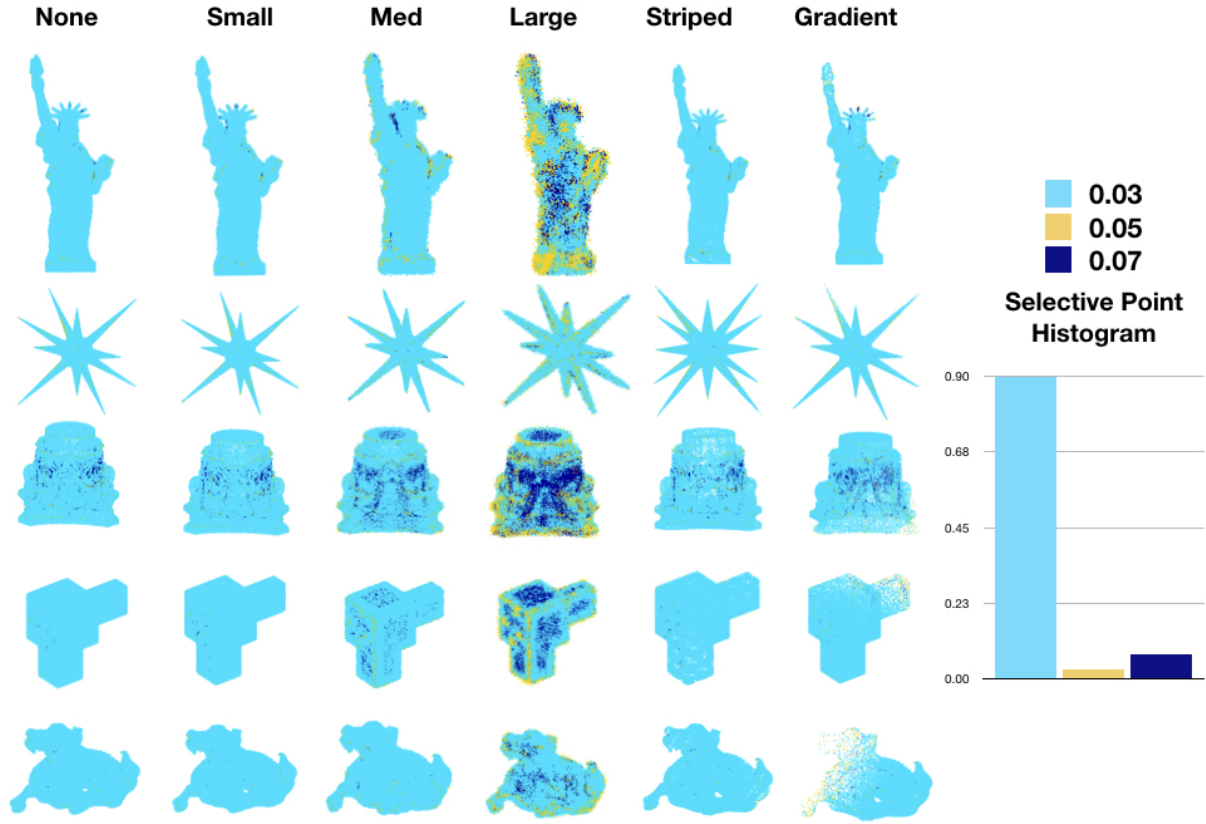 None Small Med Large Striped Gradient
0.03
0.05
0.07
Selective Point
Histogram
0.90
0.68
0.45
0.23
0.00